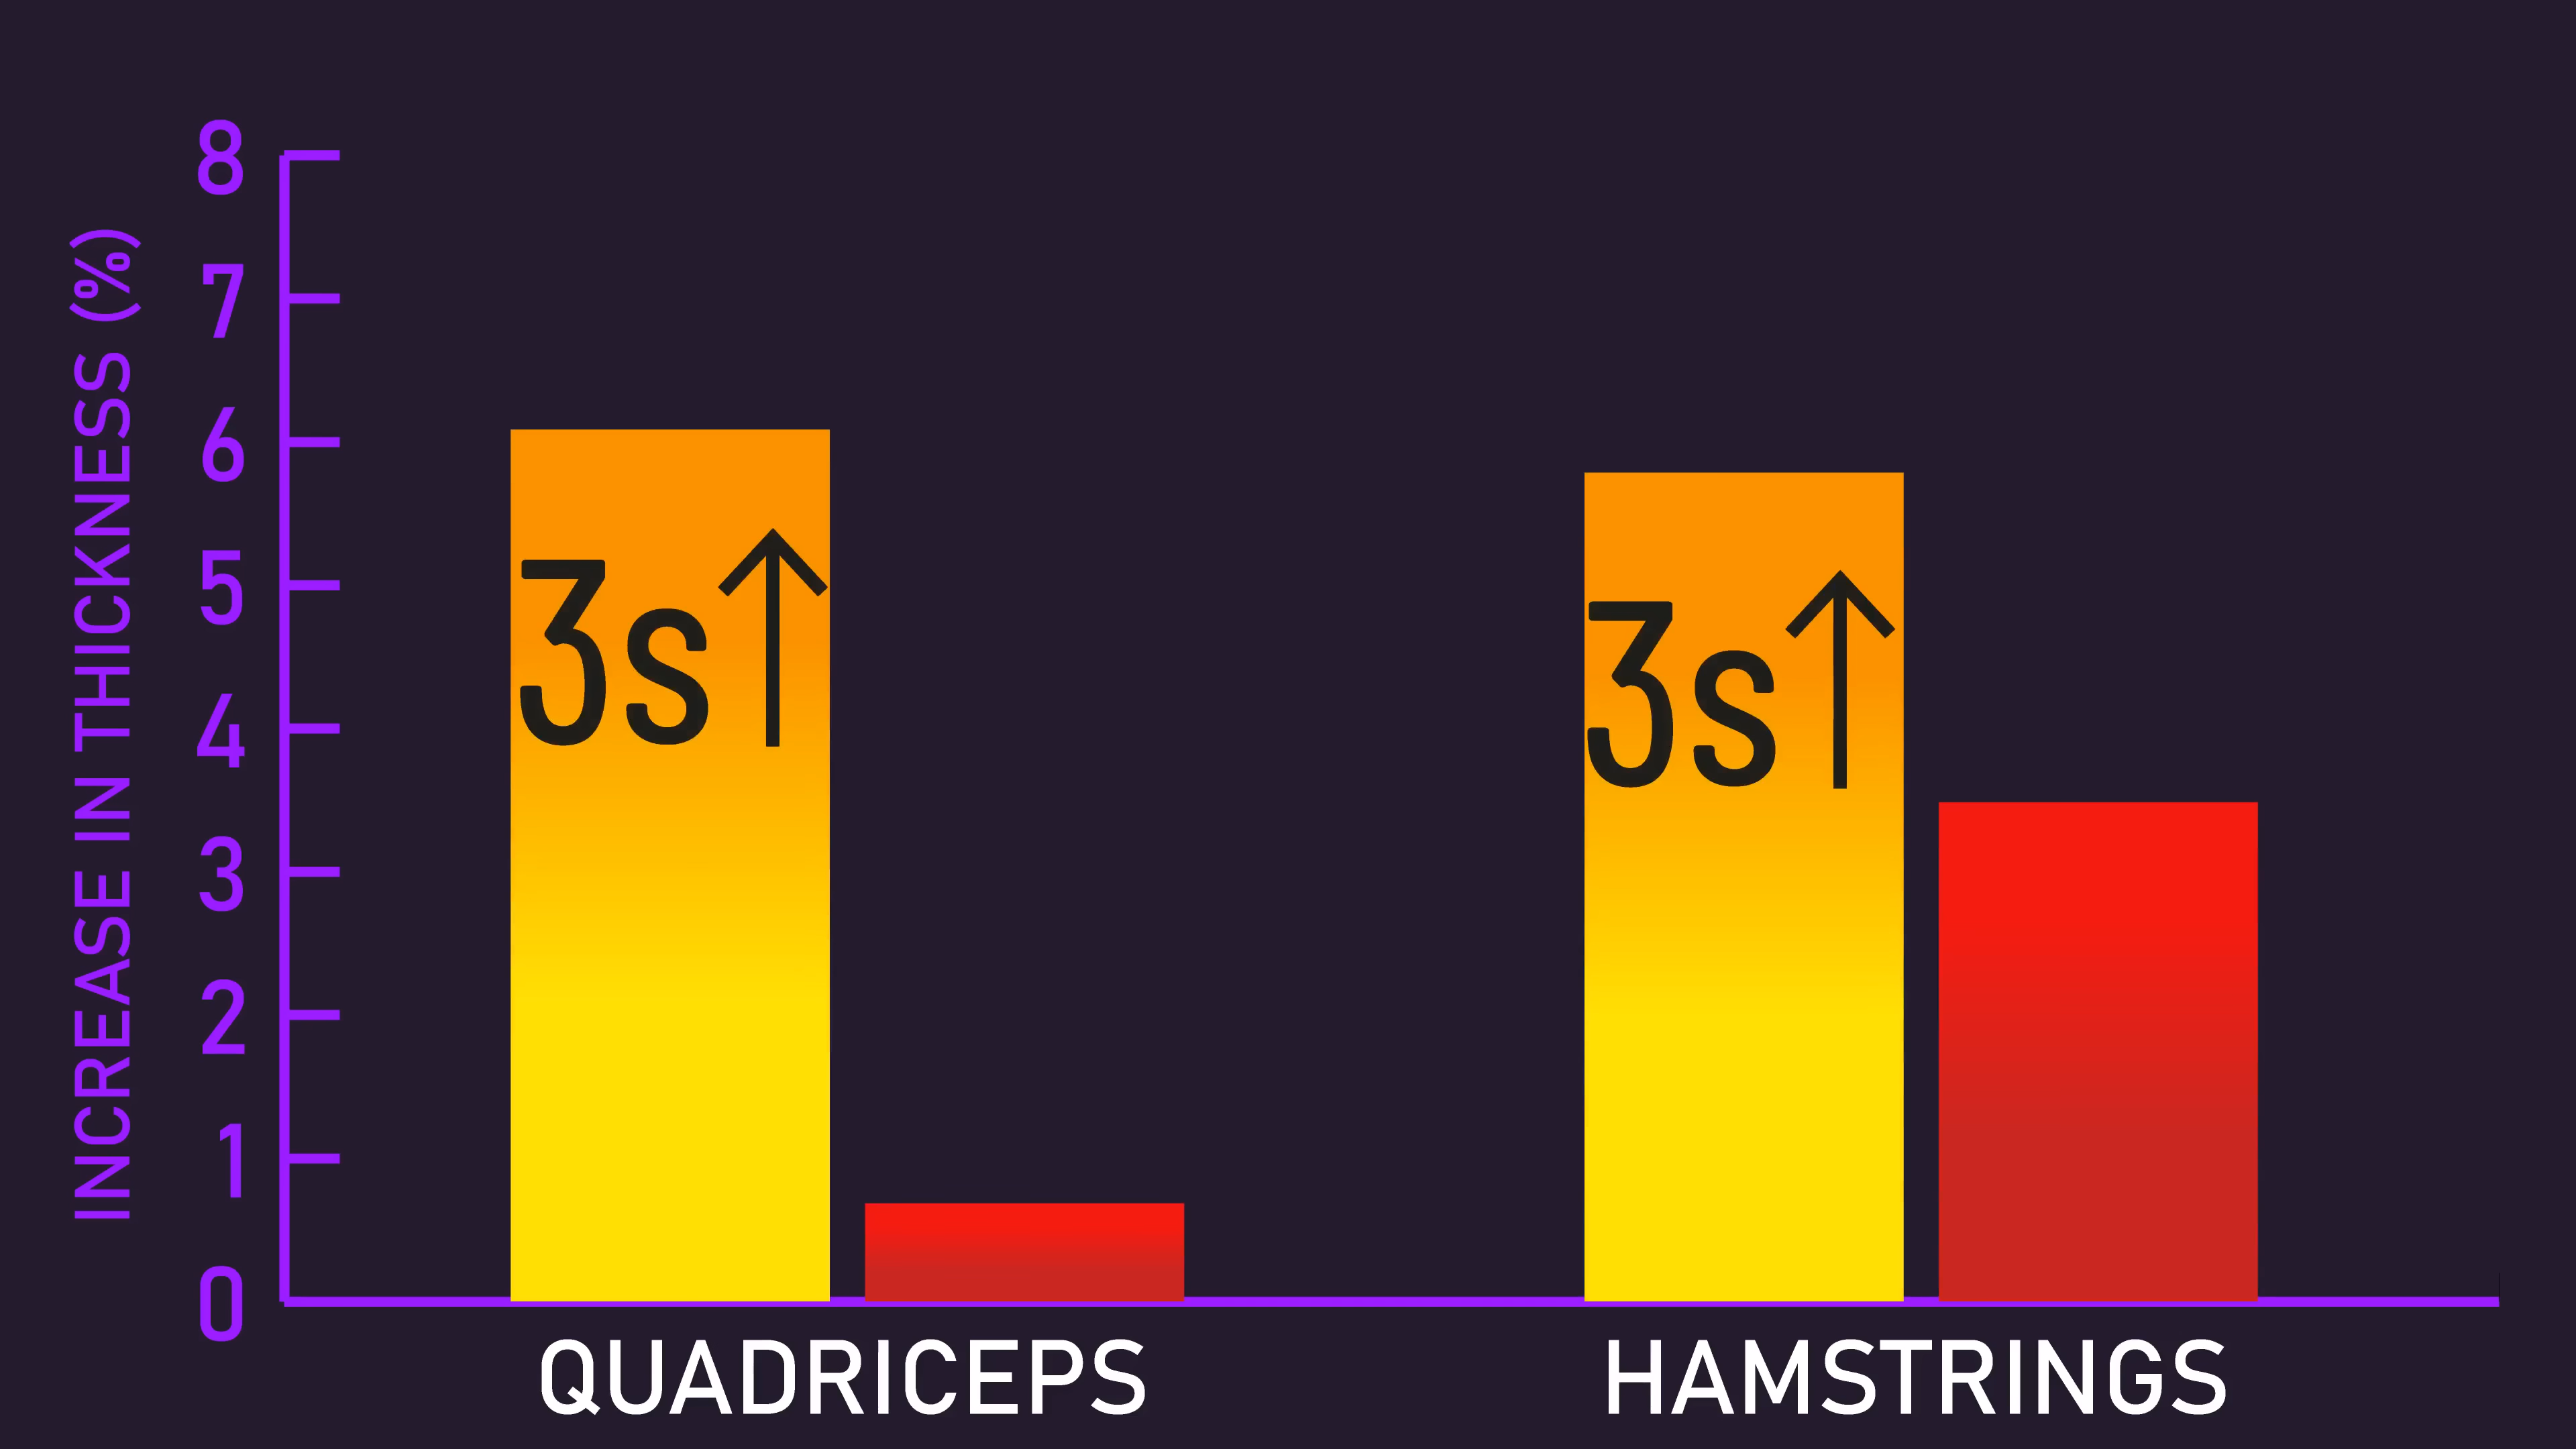 INCREASE IN THICKNESS (%)
8
7
6
5
4
3
2
1
0
3s↑
3s↑
QUADRICEPS
HAMSTRINGS